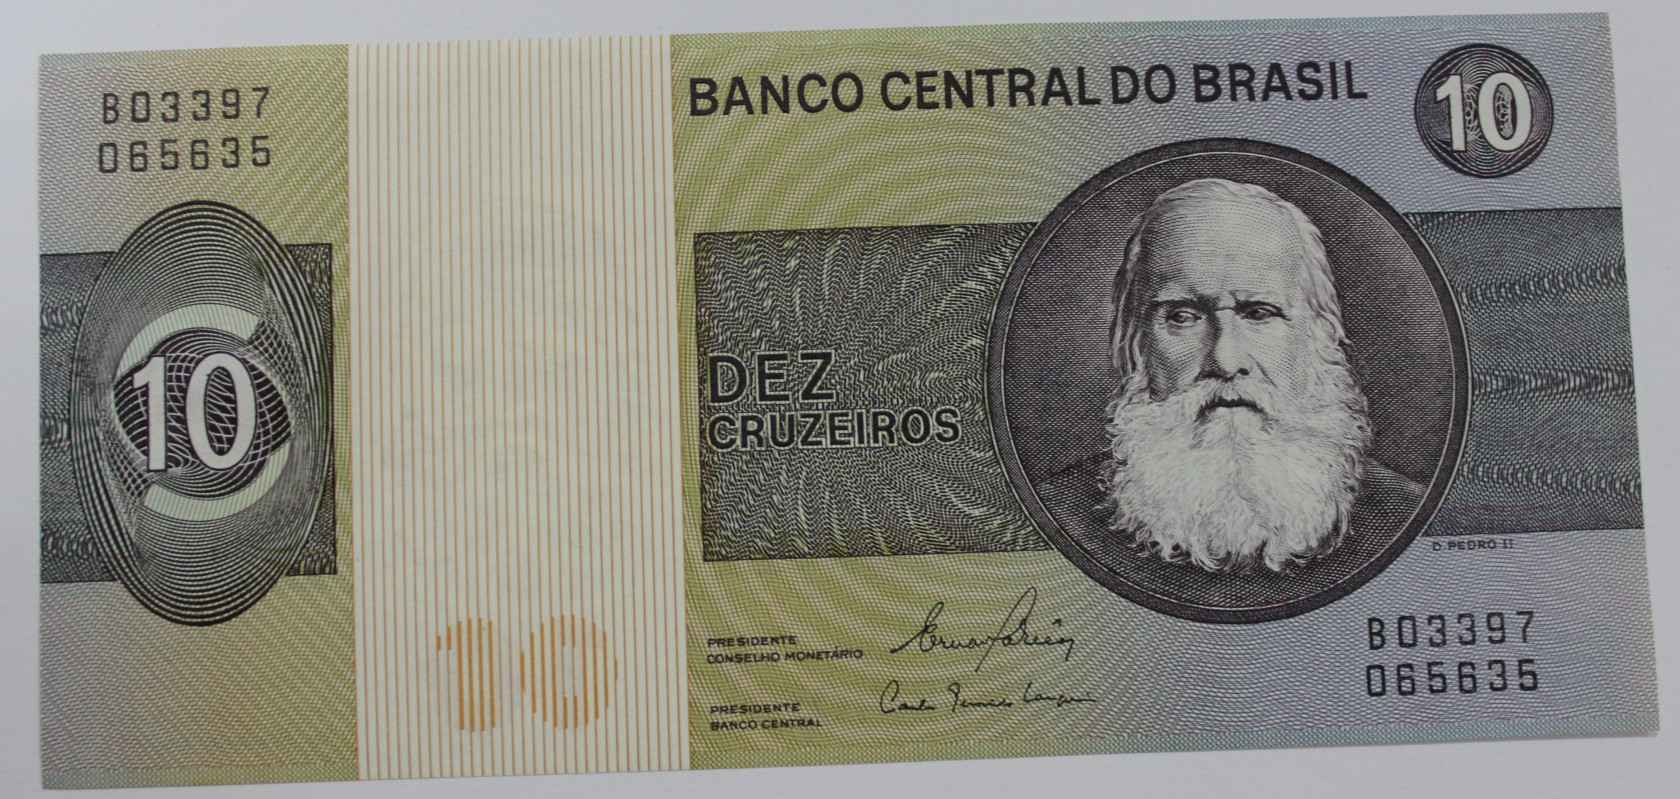 B03397
065635
BANCO CENTRAL DO BRASIL
10
10
DEZ
CRUZEIROS
D. PEDRO II
10
PRESIDENTE
CONSELHO MONETÁRIO
PRESIDENTE
BANCO CENTRAL
B03397
065635